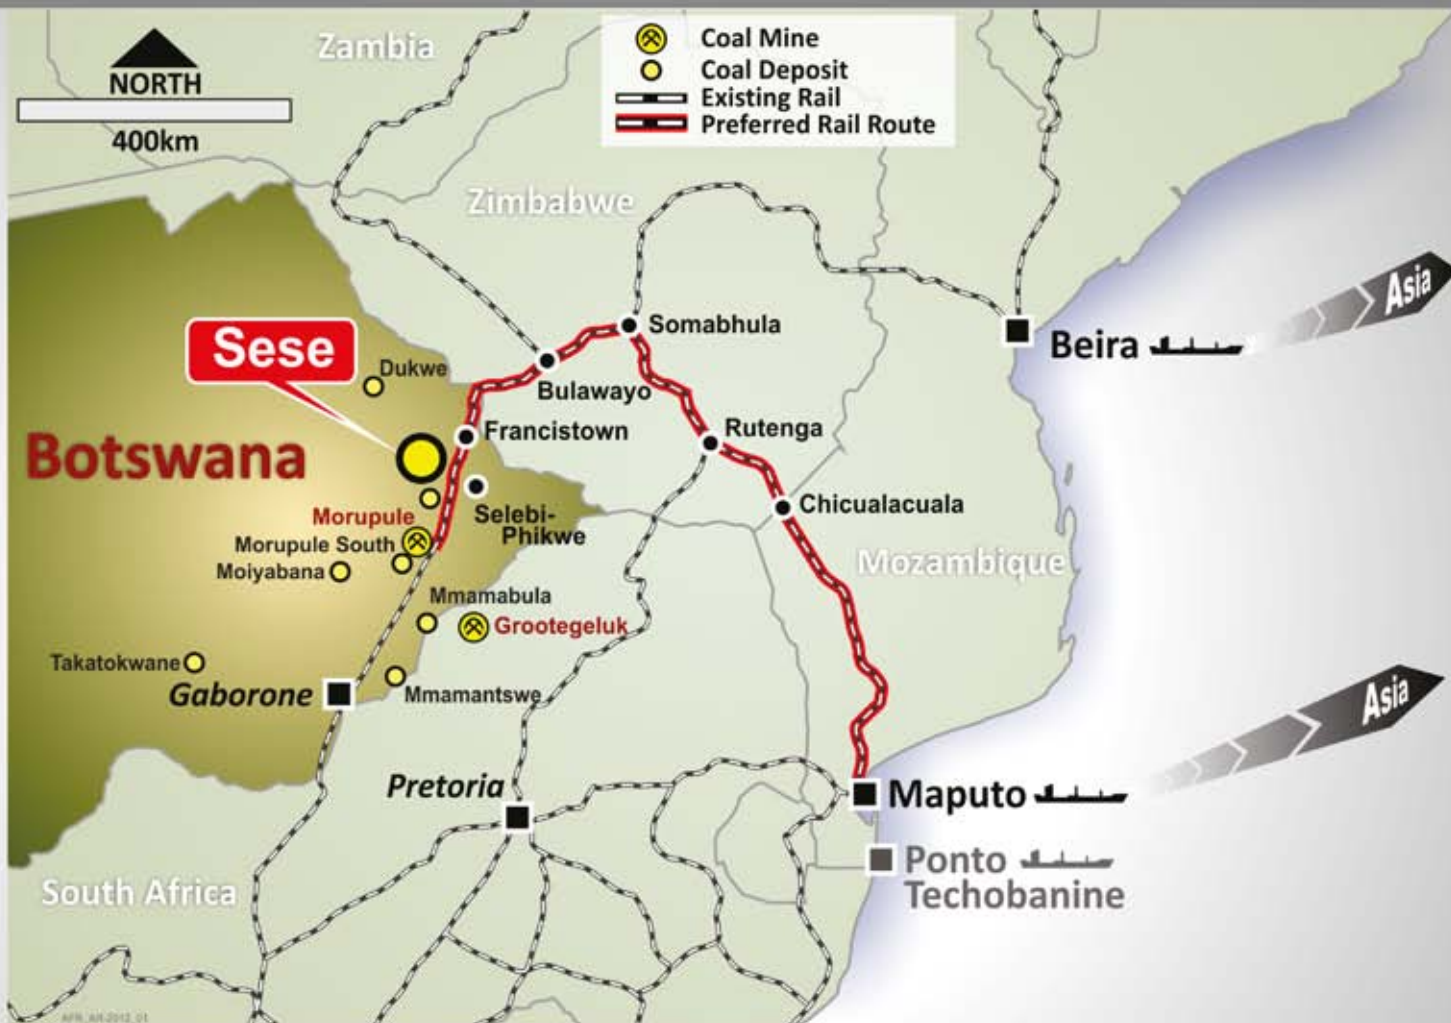 Zambia
NORTH
400km
Coal Mine
Coal Deposit
Existing Rail
Preferred Rail Route
Zimbabwe
Asia
Somabhula
Beira
Sese
Dukwe
Bulawayo
Botswana
Francistown
Rutenga
Selebi-
Phikwe
Chicualacuala
Morupule
Morupule South
Moiyabana
Mozambique
Mmamabula
Grootegeluk
Takatokwane
Gaborone
Mmamantswe
Asia
Pretoria
Maputo
Ponto
Techobanine
South Africa
AFR_AR-2012_01